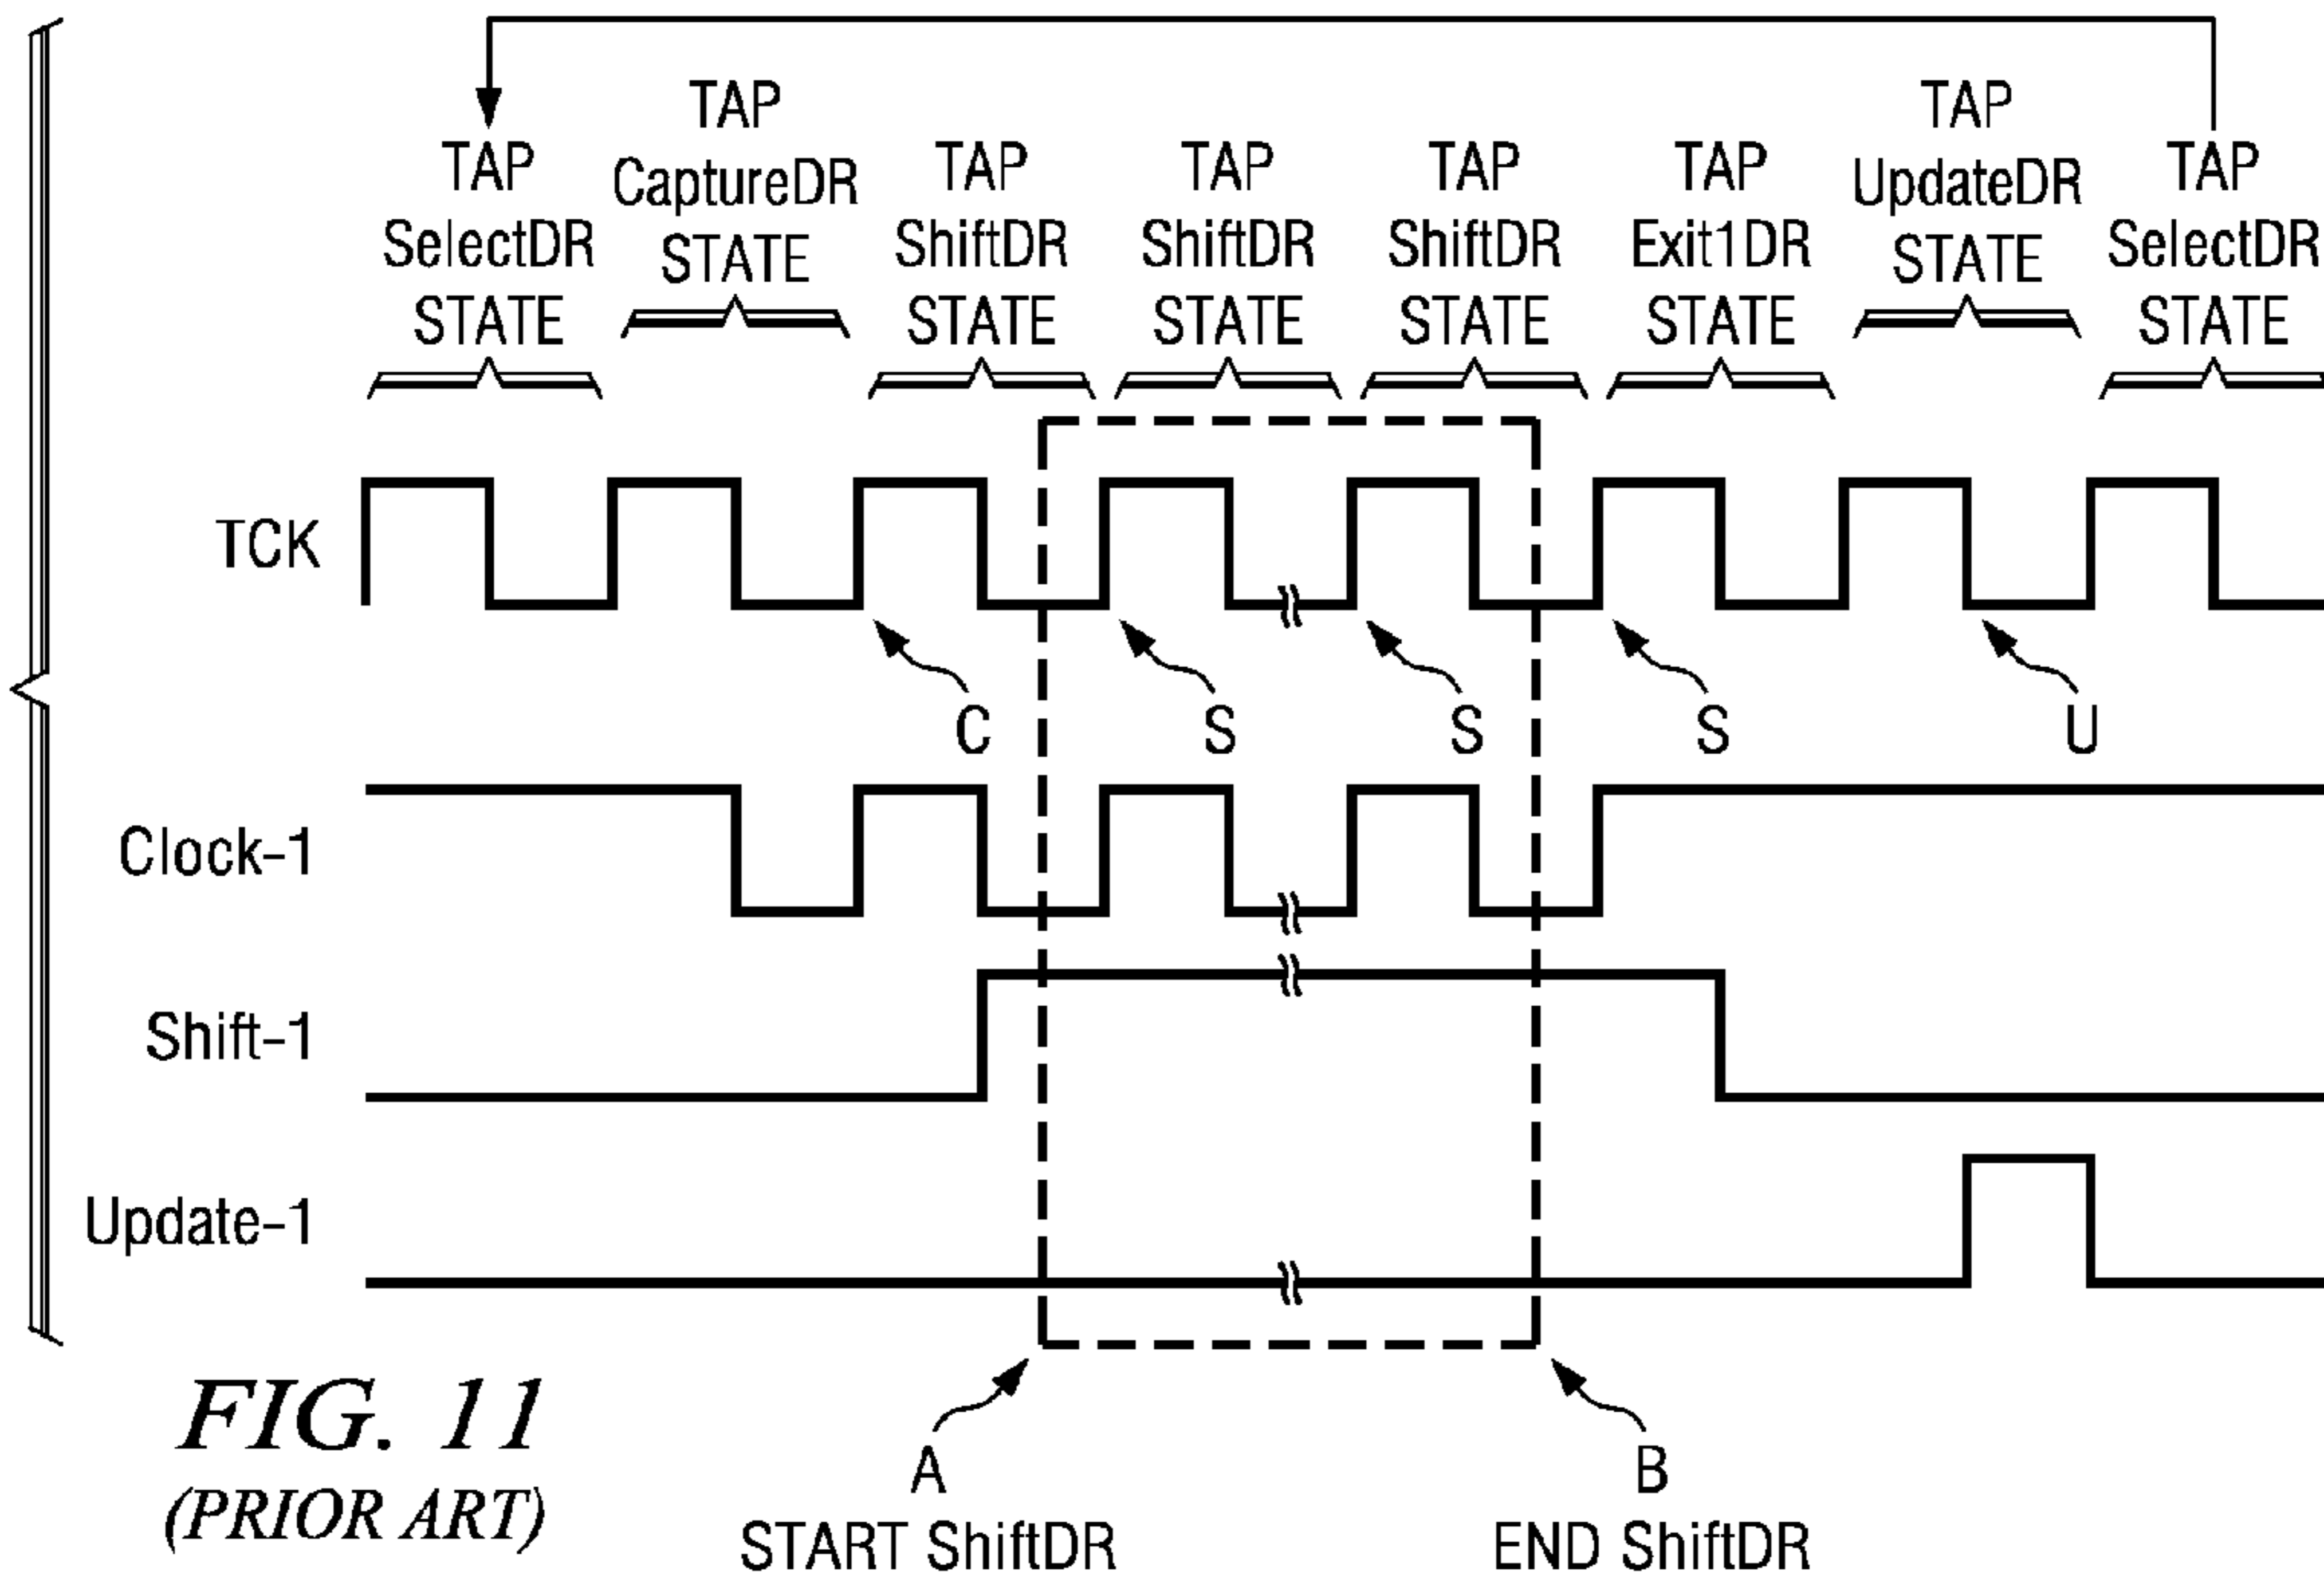 TAP
SelectDR
STATE
TAP
CaptureDR
STATE
TAP
ShiftDR
STATE
TAP
ShiftDR
STATE
TAP
ShiftDR
STATE
TAP
Exit1DR
STATE
TAP
UpdateDR
STATE
TAP
SelectDR
STATE
TCK
C
S
S
S
U
Clock-1
Shift-1
Update-1
A
START ShiftDR
B
END ShiftDR
FIG. 11
(PRIOR ART)